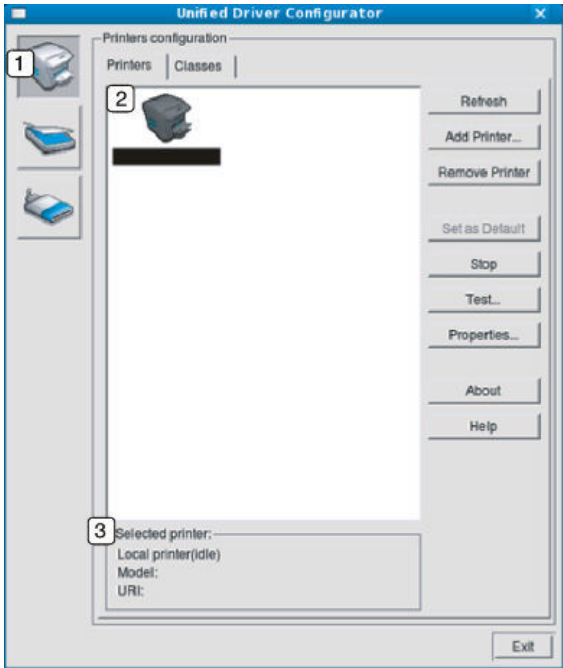 Unified Driver Configurator
1
Printers configuration
Printers
Classes
2
Refresh
Add Printer...
Remove Printer
Set as Default
Stop
Test...
Properties...
About
Help
3
Selected printer:
Local printer(idle)
Model:
URI:
Exit